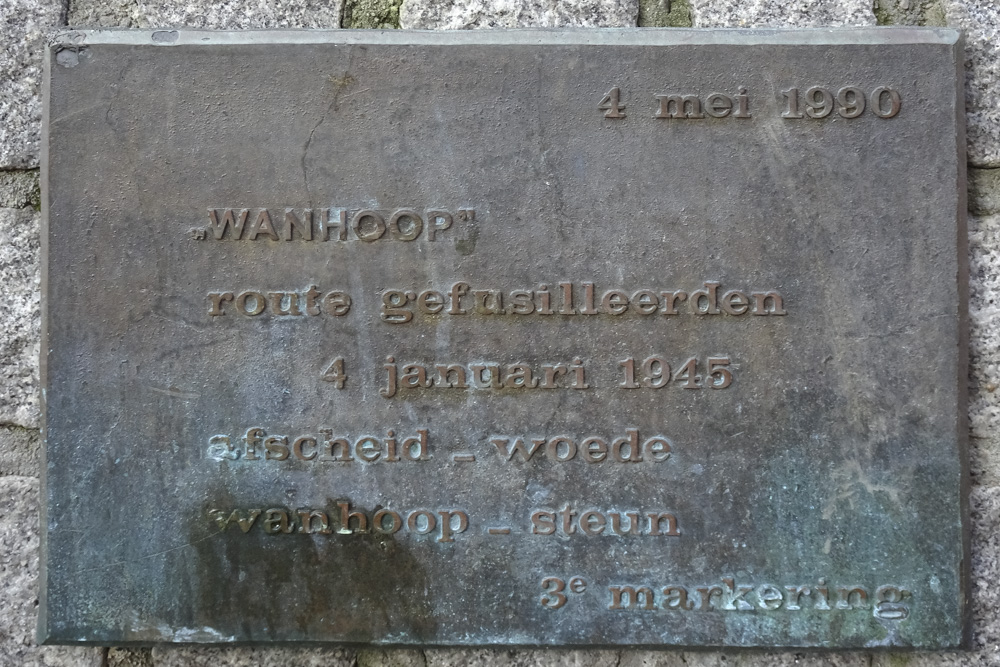 4 mei 1990
„WANHOOP"
route gefusilleerden
4 januari 1945
afscheid – woede
wanhoop – steun
3e markering